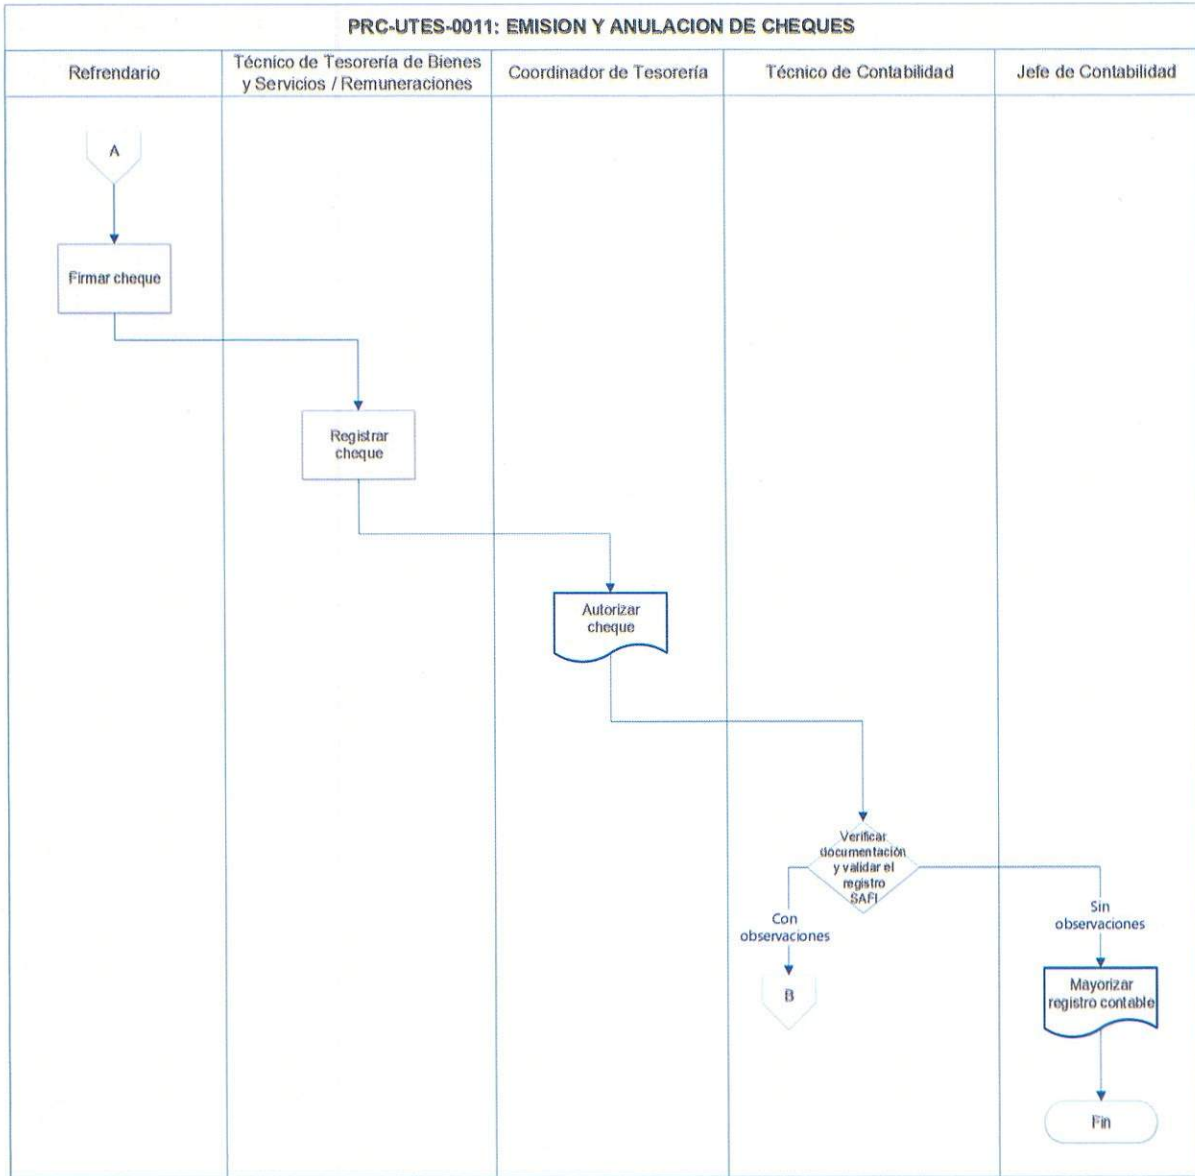 PRC-UTES-0011: EMISION Y ANULACION DE CHEQUES
Refrendario
Técnico de Tesorería de Bienes
y Servicios / Remuneraciones
Coordinador de Tesorería
Técnico de Contabilidad
Jefe de Contabilidad
A
Firmar cheque
Registrar
cheque
Autorizar
cheque
Verificar
documentación
y validar el
registro
SAFI
Con
observaciones
Sin
observaciones
B
Mayorizar
registro contable
Fin